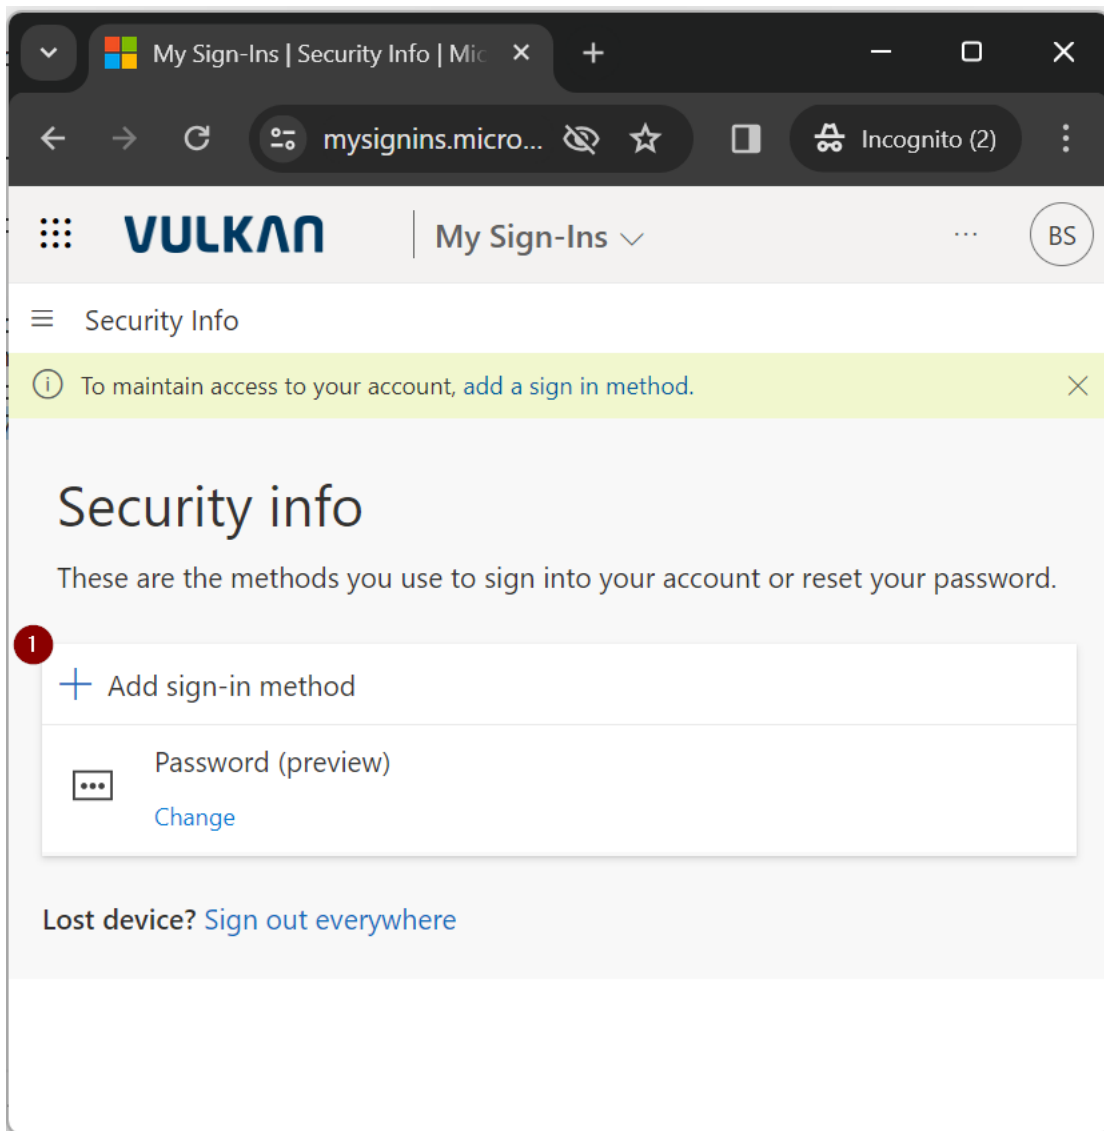 My Sign-Ins | Security Info | Mic
mysignins.micro...
Incognito (2)
VULKAN
My Sign-Ins
...
BS
Security Info
To maintain access to your account, add a sign in method.
Security info
These are the methods you use to sign into your account or reset your password.
1
Add sign-in method
Password (preview)
Change
Lost device? Sign out everywhere